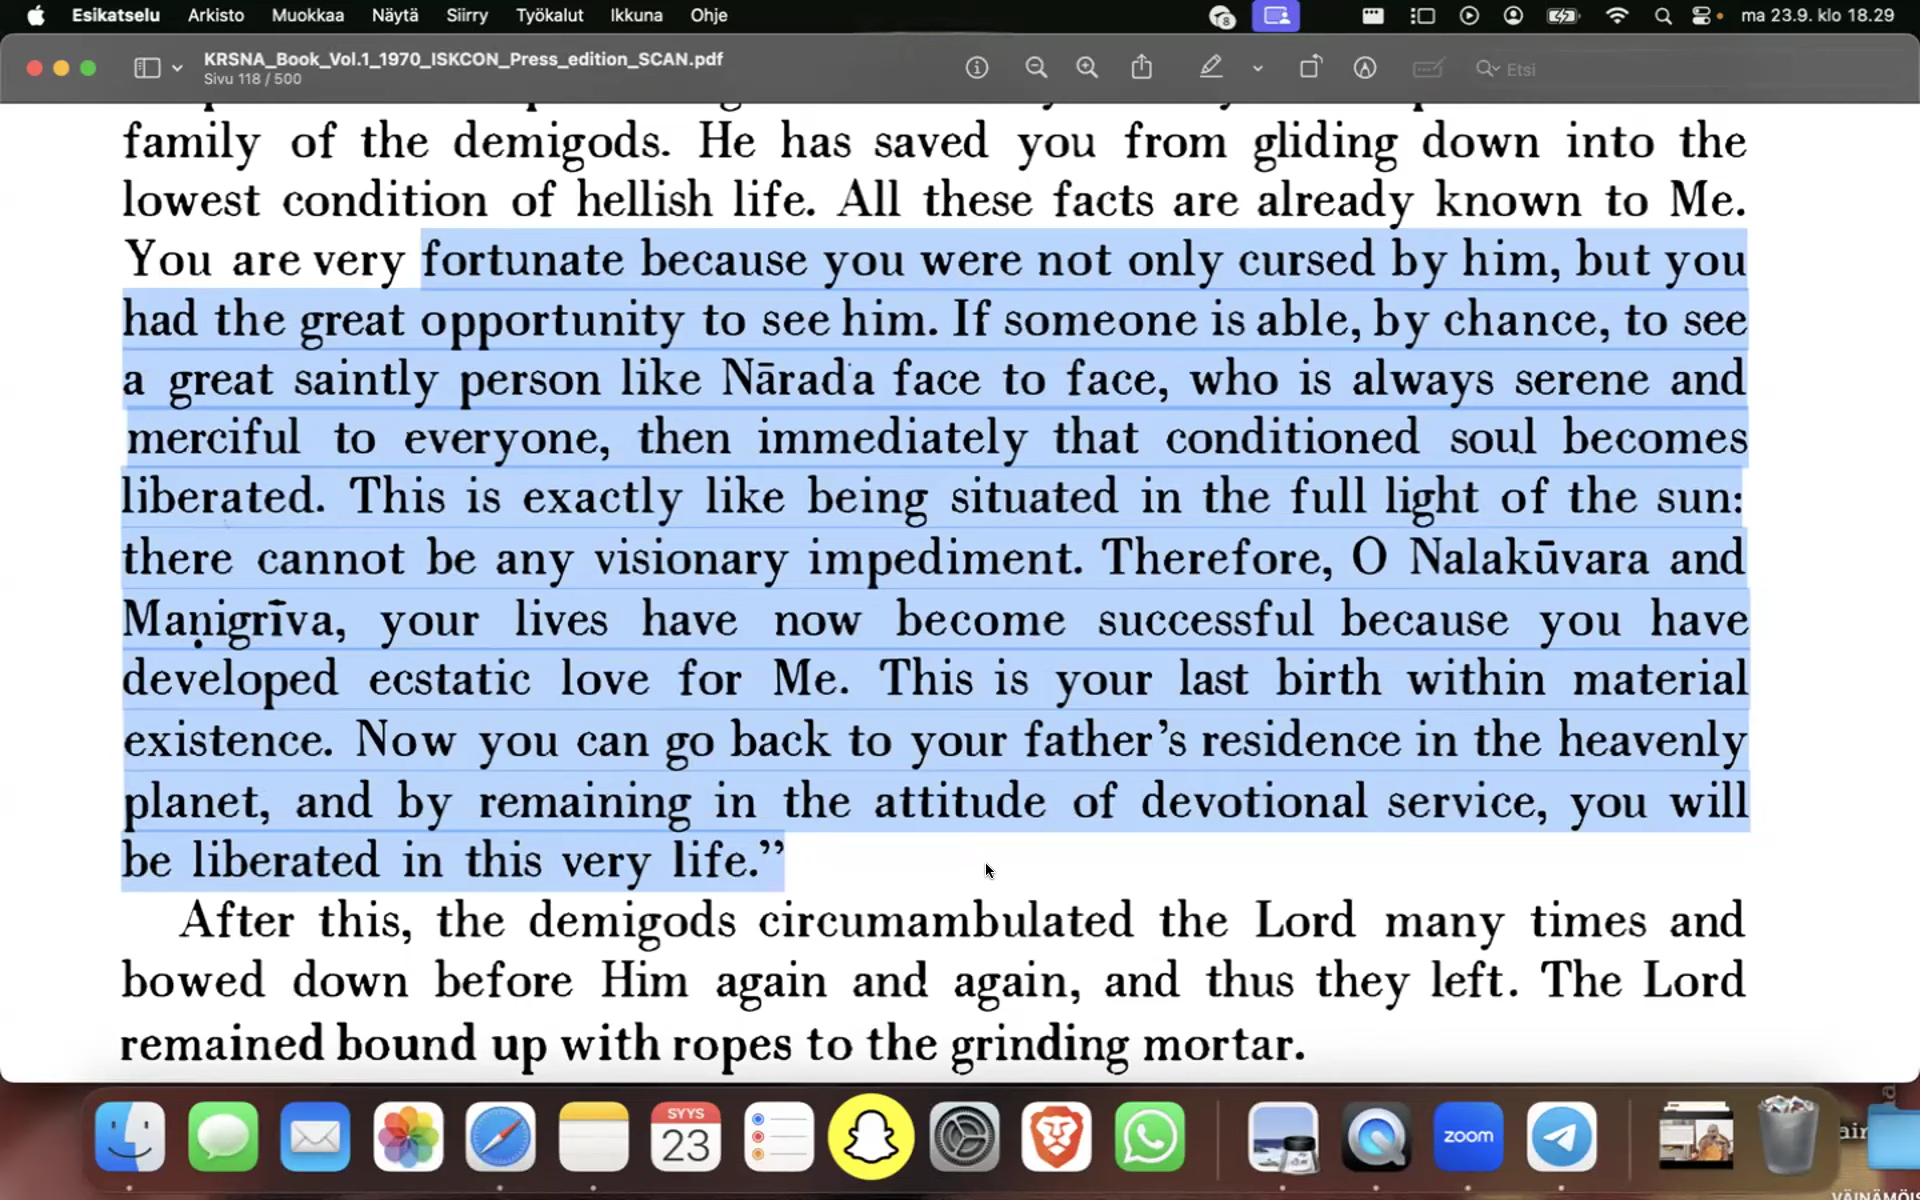 Esikatselu Arkisto Muokkaa Näytä Siirry Työkalut Ikkuna Ohje 8 ma 23.9. klo 18.29
KRSNA_Book_Vol.1_1970_ISKCON_Press_edition_SCAN.pdf
Sivu 118 / 500
Etsi
family of the demigods. He has saved you from gliding down into the
lowest condition of hellish life. All these facts are already known to Me.
You are very fortunate because you were not only cursed by him, but you
had the great opportunity to see him. If someone is able, by chance, to see
a great saintly person like Nārada face to face, who is always serene and
merciful to everyone, then immediately that conditioned soul becomes
liberated. This is exactly like being situated in the full light of the sun:
there cannot be any visionary impediment. Therefore, O Nalakūvara and
Maṇigrīva, your lives have now become successful because you have
developed ecstatic love for Me. This is your last birth within material
existence. Now you can go back to your father’s residence in the heavenly
planet, and by remaining in the attitude of devotional service, you will
be liberated in this very life.”
After this, the demigods circumambulated the Lord many times and
bowed down before Him again and again, and thus they left. The Lord
remained bound up with ropes to the grinding mortar.
SYYS
23
zoom